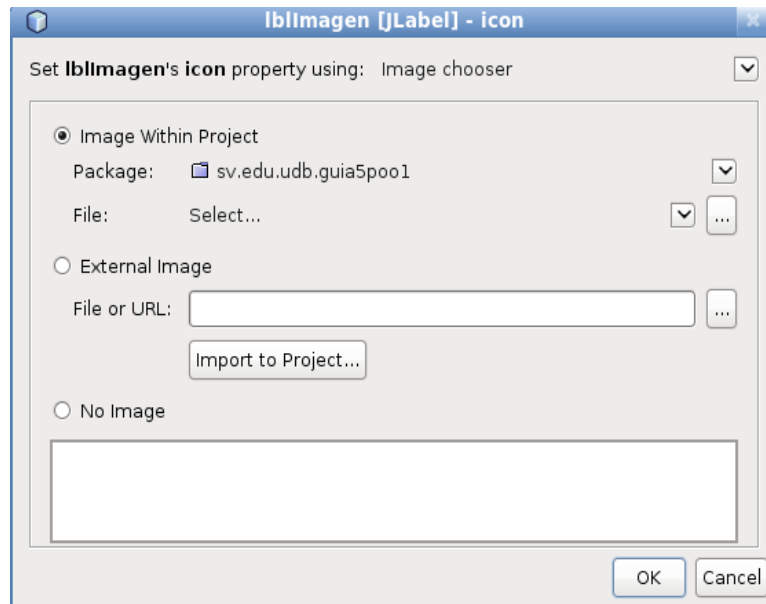 lblImagen [JLabel] - icon
Set lblImagen's icon property using: Image chooser
Image Within Project
Package: sv.edu.udb.guia5poo1
File: Select...
...
External Image
File or URL:
...
Import to Project...
No Image
OK Cancel